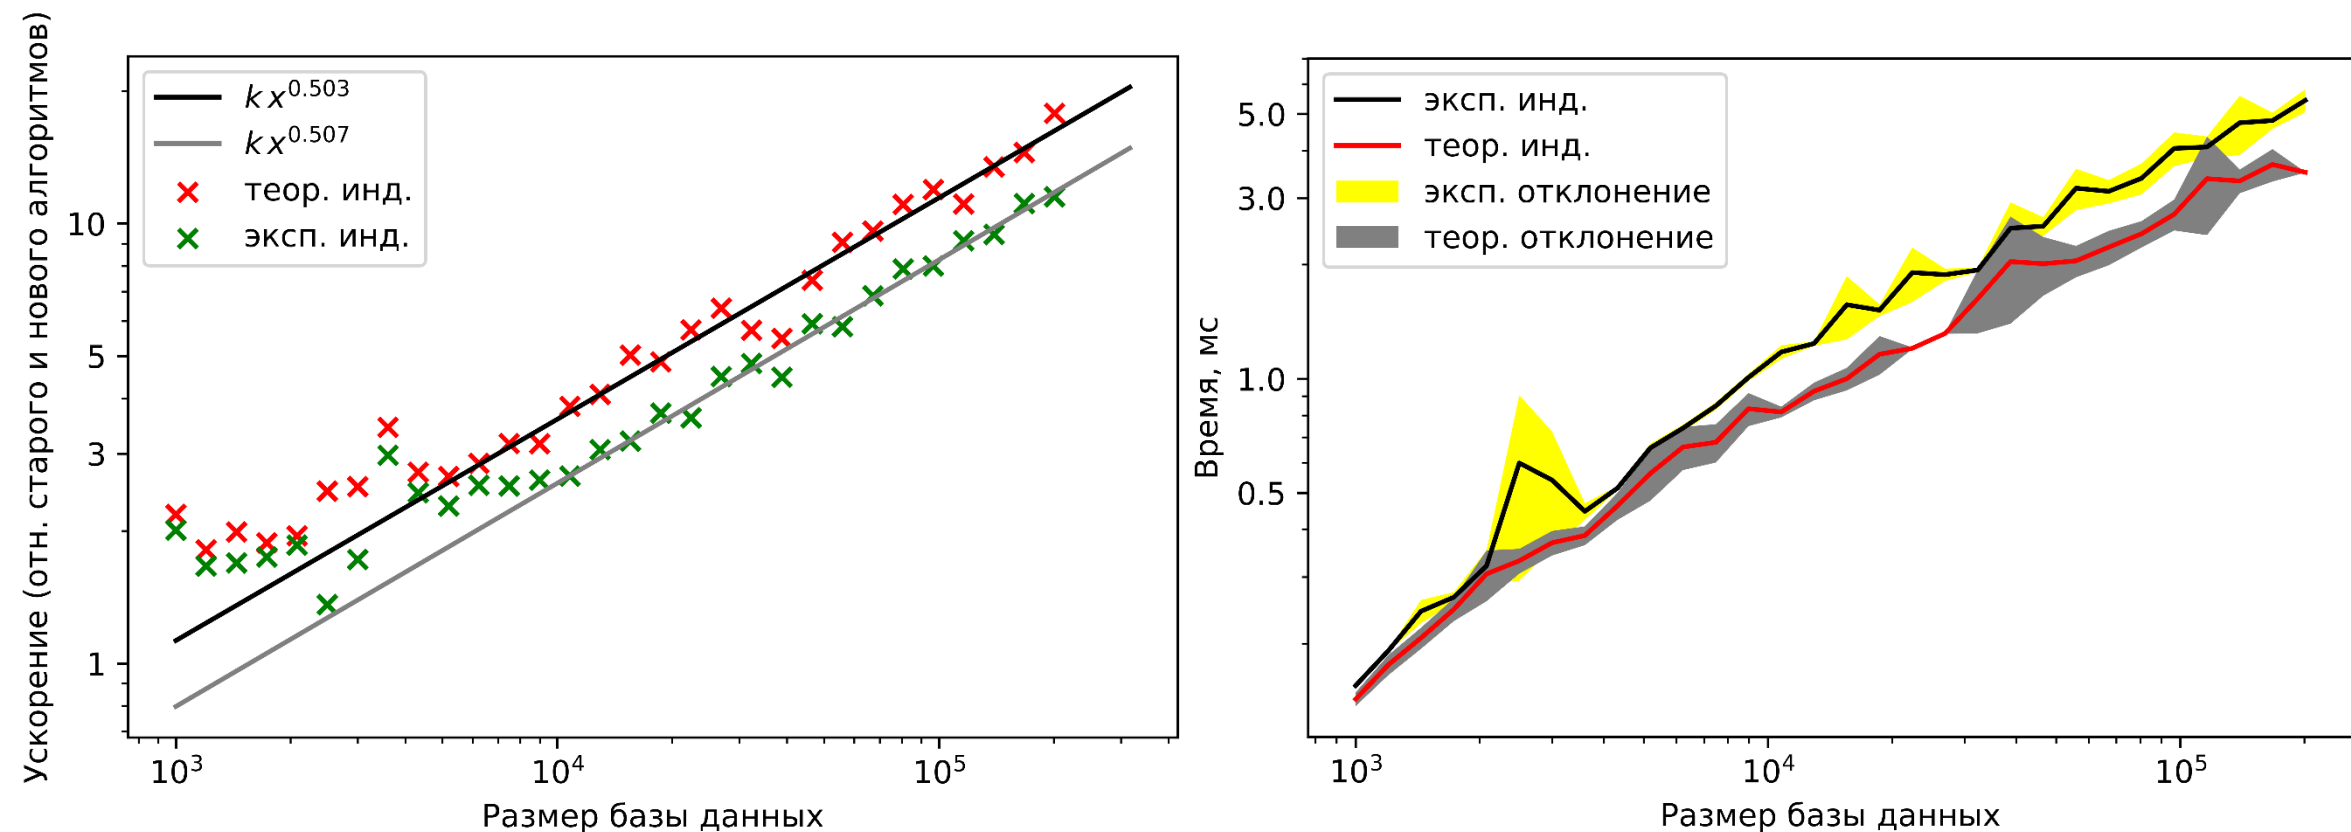 Ускорение (отн. старого и нового алгоритмов)
10
5
3
1
k x^0.503
k x^0.507
теор. инд.
эксп. инд.
10^3
10^4
10^5
Размер базы данных
Время, мс
5.0
3.0
1.0
0.5
эксп. инд.
теор. инд.
эксп. отклонение
теор. отклонение
10^3
10^4
10^5
Размер базы данных